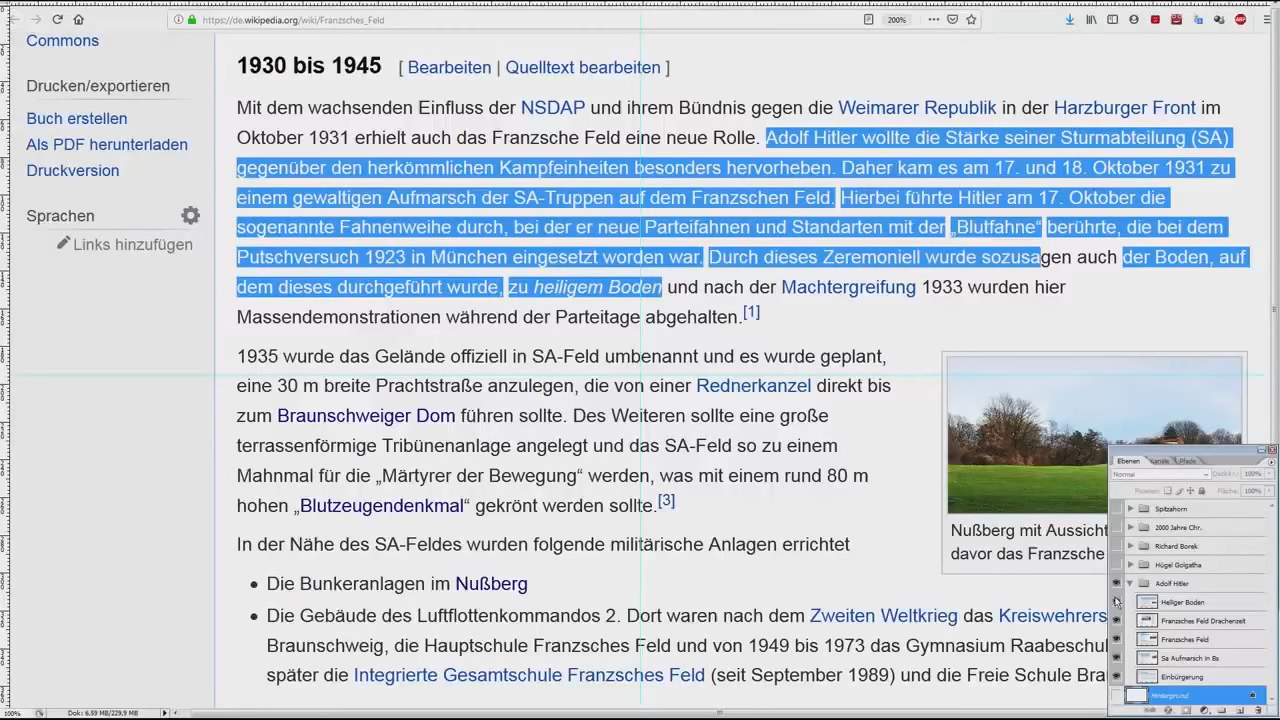 https://de.wikipedia.org/wiki/Franzsches_Feld
200%
ABP
Commons
Drucken/exportieren
Buch erstellen
Als PDF herunterladen
Druckversion
Sprachen
Links hinzufügen
1930 bis 1945 [ Bearbeiten | Quelltext bearbeiten ]
Mit dem wachsenden Einfluss der NSDAP und ihrem Bündnis gegen die Weimarer Republik in der Harzburger Front im
Oktober 1931 erhielt auch das Franzsche Feld eine neue Rolle. Adolf Hitler wollte die Stärke seiner Sturmabteilung (SA)
gegenüber den herkömmlichen Kampfeinheiten besonders hervorheben. Daher kam es am 17. und 18. Oktober 1931 zu
einem gewaltigen Aufmarsch der SA-Truppen auf dem Franzschen Feld. Hierbei führte Hitler am 17. Oktober die
sogenannte Fahnenweihe durch, bei der er neue Parteifahnen und Standarten mit der „Blutfahne“ berührte, die bei dem
Putschversuch 1923 in München eingesetzt worden war. Durch dieses Zeremoniell wurde sozusagen auch der Boden, auf
dem dieses durchgeführt wurde, zu heiligem Boden und nach der Machtergreifung 1933 wurden hier
Massendemonstrationen während der Parteitage abgehalten.[1]
1935 wurde das Gelände offiziell in SA-Feld umbenannt und es wurde geplant,
eine 30 m breite Prachtstraße anzulegen, die von einer Rednerkanzel direkt bis
zum Braunschweiger Dom führen sollte. Des Weiteren sollte eine große
terrassenförmige Tribünenanlage angelegt und das SA-Feld so zu einem
Mahnmal für die „Märtyrer der Bewegung“ werden, was mit einem rund 80 m
hohen „Blutzeugendenkmal“ gekrönt werden sollte.[3]
Nußberg mit Aussicht
davor das Franzsche
In der Nähe des SA-Feldes wurden folgende militärische Anlagen errichtet
Die Bunkeranlagen im Nußberg
Die Gebäude des Luftflottenkommandos 2. Dort waren nach dem Zweiten Weltkrieg das Kreiswehrers
Braunschweig, die Hauptschule Franzsches Feld und von 1949 bis 1973 das Gymnasium Raabeschul
später die Integrierte Gesamtschule Franzsches Feld (seit September 1989) und die Freie Schule Bra
Ebenen Kanäle Pfade
Normal 100%
Fläche: 100%
Spitzahorn
2000 Jahre Chr.
Richard Borek
Hügel Golgatha
Adolf Hitler
Heiliger Boden
Franzsches Feld Drachenzeit
Franzsches Feld
Sa Aufmarsch in Bs
Einbürgerung
Hintergrund
100% Dok: 6.59 MB/229.9 MB